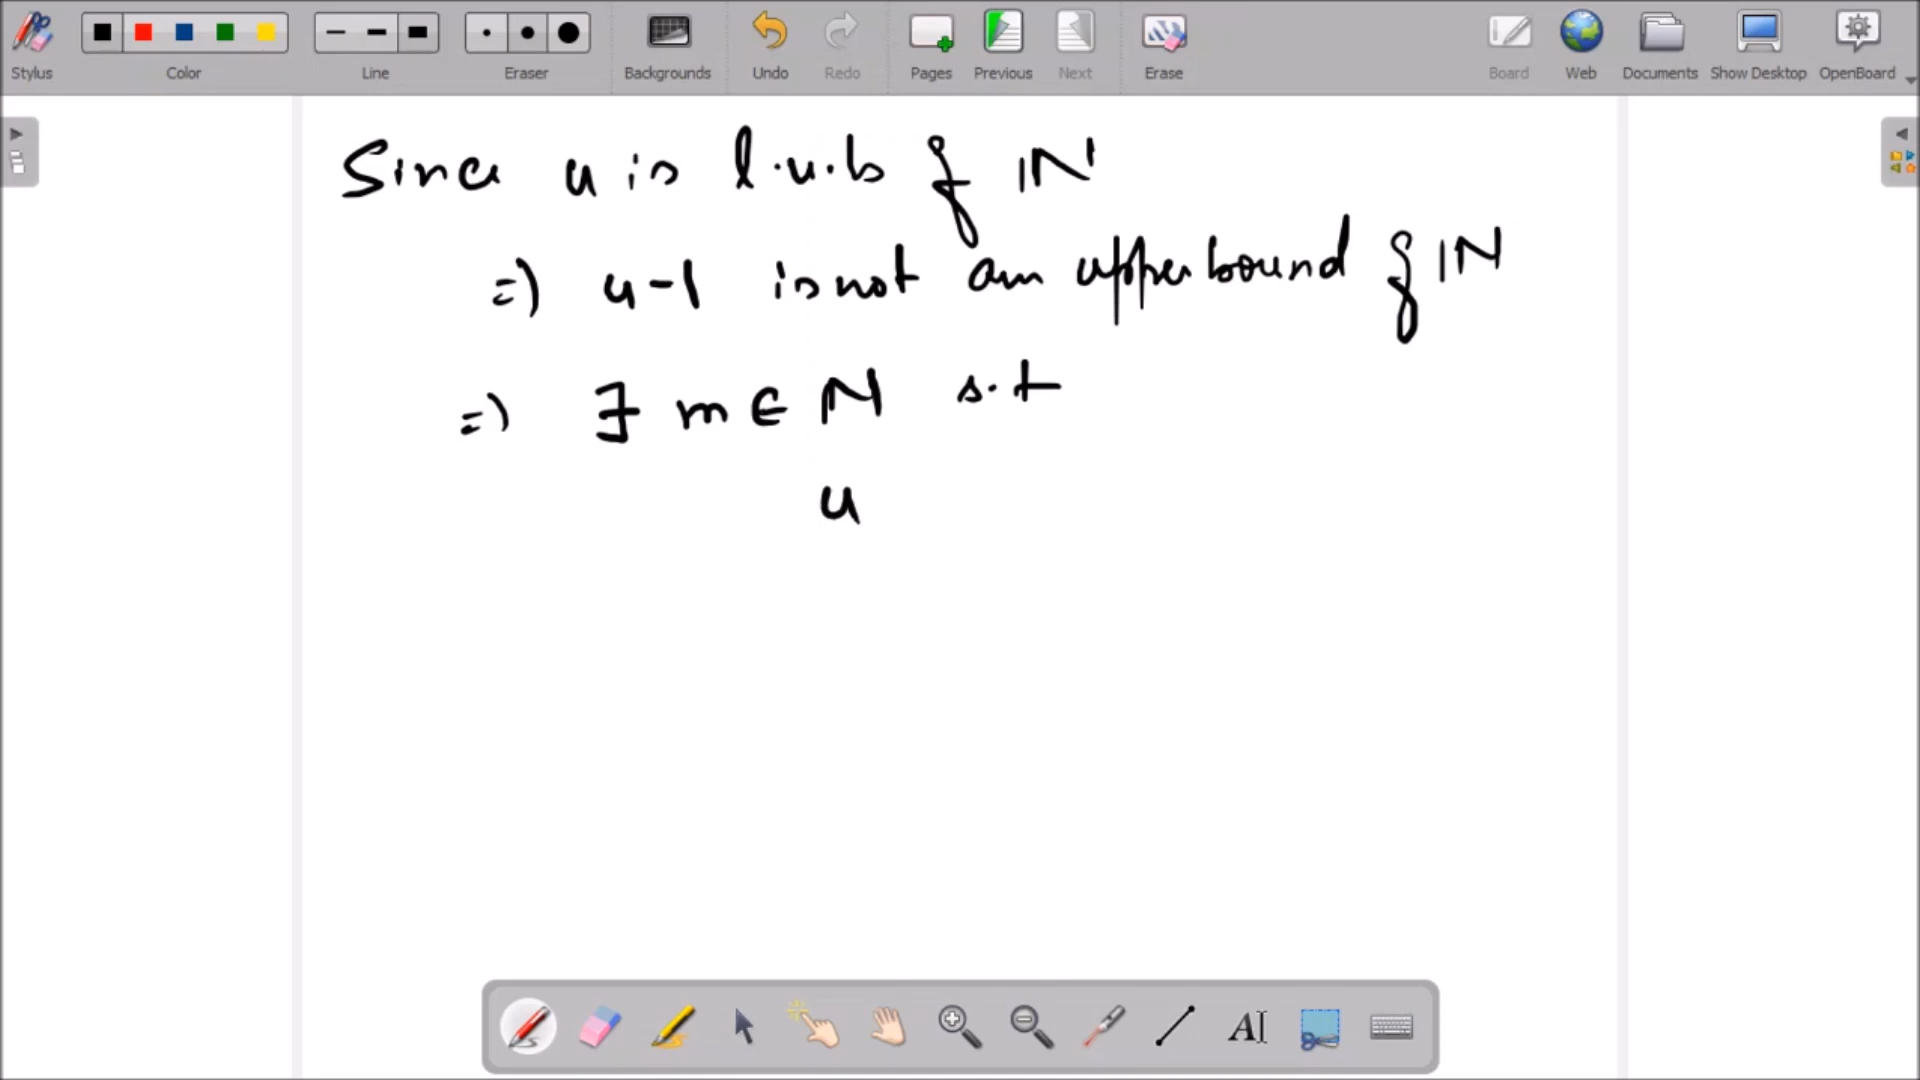 Stylus Color Line Eraser Backgrounds Undo Redo Pages Previous Next Erase Board Web Documents Show Desktop OpenBoard
Since u is l.u.b of IN
=) u-1 is not an upper bound of IN
=) ∃ m ∈ N s.t
u